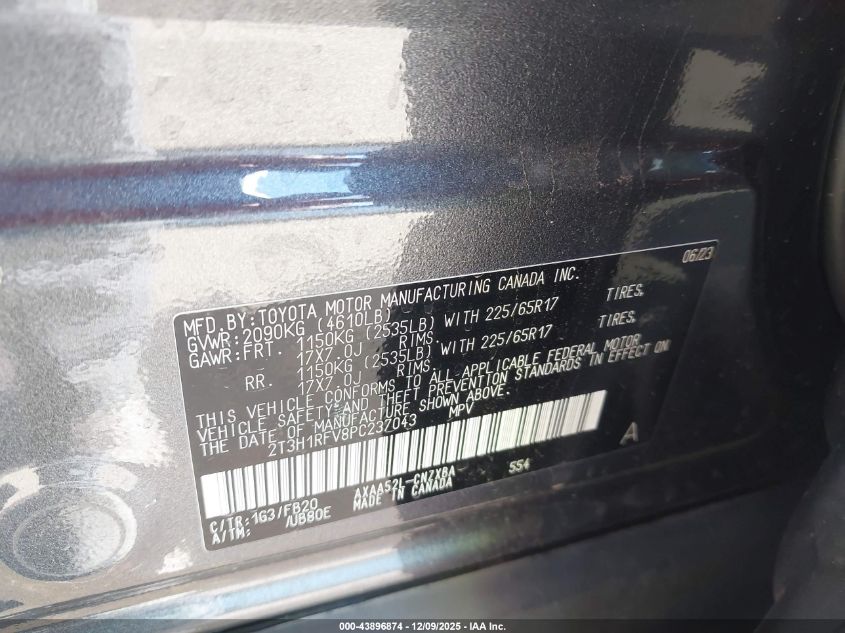 06/23
MFD.BY:TOYOTA MOTOR MANUFACTURING CANADA INC.
GVWR:2090KG (4610LB)
GAWR:FRT. 1150KG (2535LB) WITH 225/65R17 TIRES,
17X7.0J RIMS.
RR. 1150KG (2535LB) WITH 225/65R17 TIRES,
17X7.0J RIMS.
THIS VEHICLE CONFORMS TO ALL APPLICABLE FEDERAL MOTOR
VEHICLE SAFETY AND THEFT PREVENTION STANDARDS IN EFFECT ON
THE DATE OF MANUFACTURE SHOWN ABOVE.
2T3H1RFV8PC237043 MPV
A
C/TR:1G3/FB20 AXAA52L-CNZXBA S54
A/TM: /UB80E MADE IN CANADA
000-43896874 | 12/09/2025 - IAA Inc.